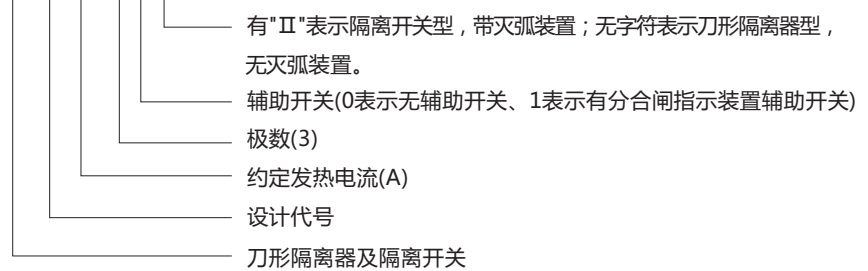 有"Ⅱ"表示隔离开关型，带灭弧装置；无字符表示刀形隔离器型，
无灭弧装置。
辅助开关(0表示无辅助开关、1表示有分合闸指示装置辅助开关)
极数(3)
约定发热电流(A)
设计代号
刀形隔离器及隔离开关